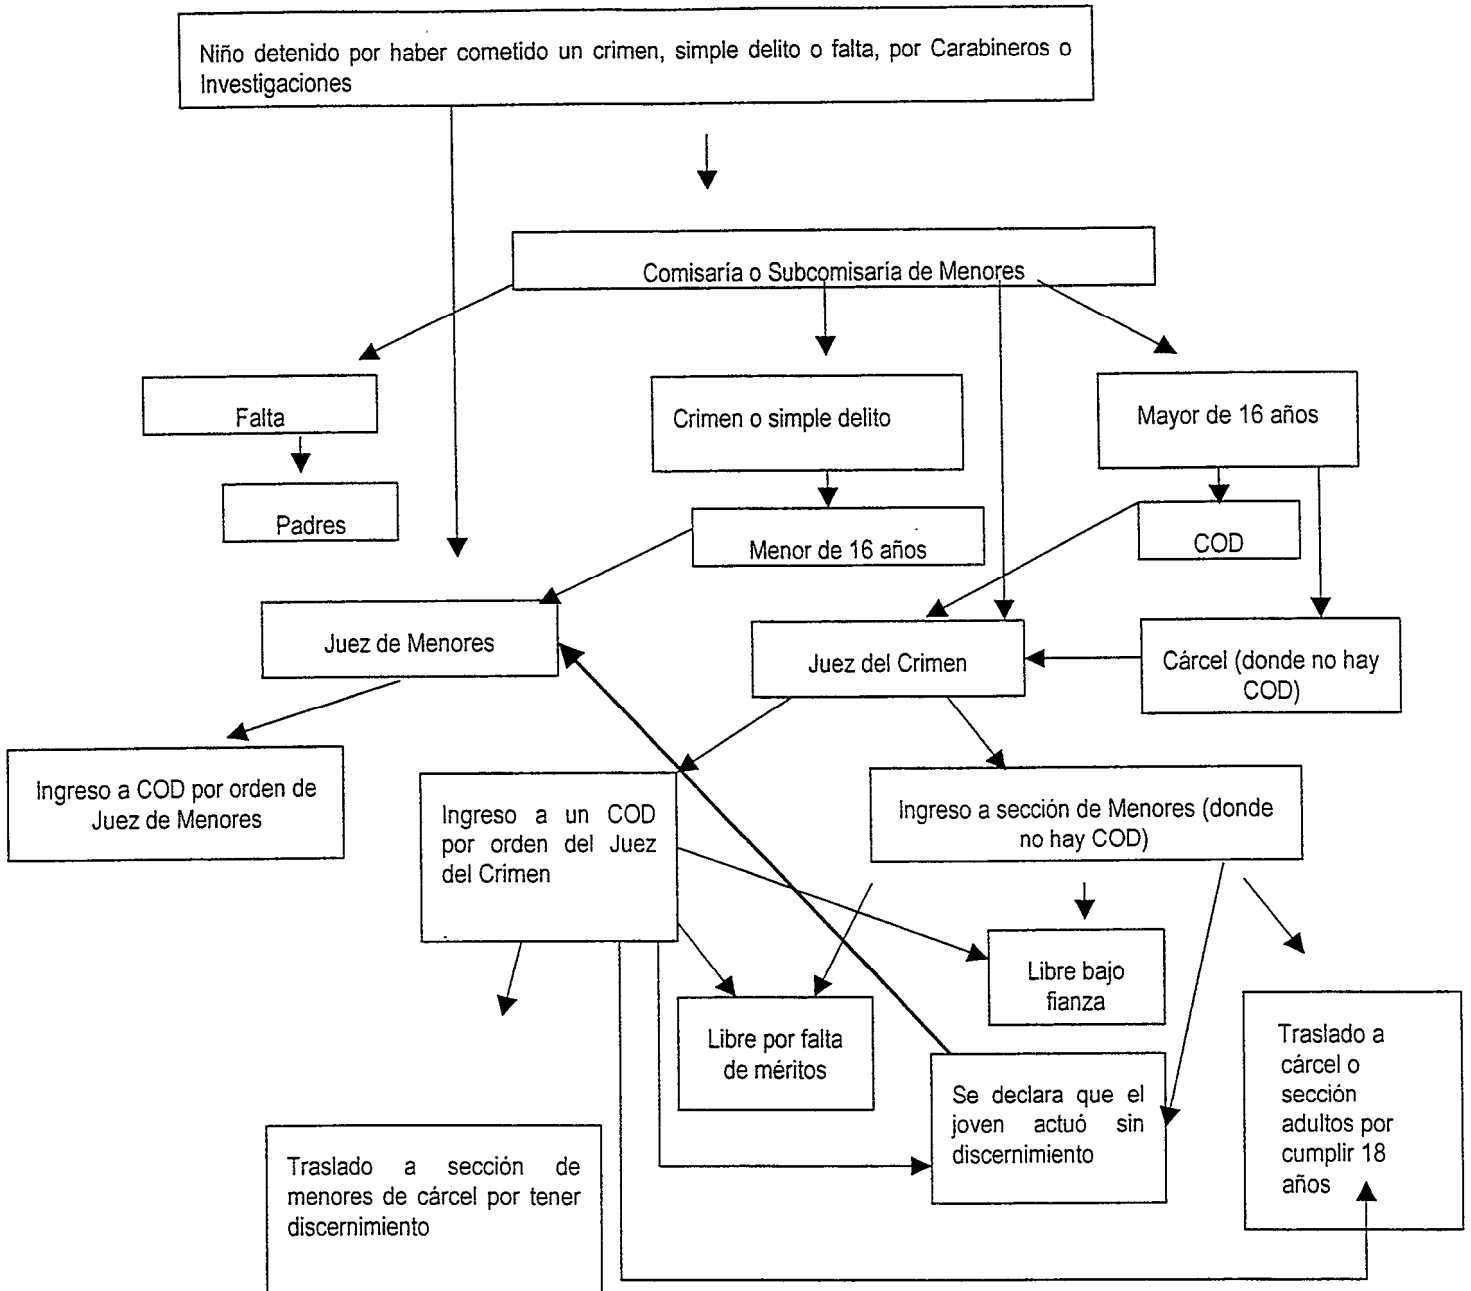 Niño detenido por haber cometido un crimen, simple delito o falta, por Carabineros o
Investigaciones
Comisaría o Subcomisaría de Menores
Falta
Crimen o simple delito
Mayor de 16 años
Padres
Menor de 16 años
COD
Juez de Menores
Juez del Crimen
Cárcel (donde no hay
COD)
Ingreso a COD por orden de
Juez de Menores
Ingreso a un COD
por orden del Juez
del Crimen
Ingreso a sección de Menores (donde
no hay COD)
Libre bajo
fianza
Libre por falta
de méritos
Se declara que el
joven actuó sin
discernimiento
Traslado a
cárcel o
sección
adultos por
cumplir 18
años
Traslado a sección de
menores de cárcel por tener
discernimiento